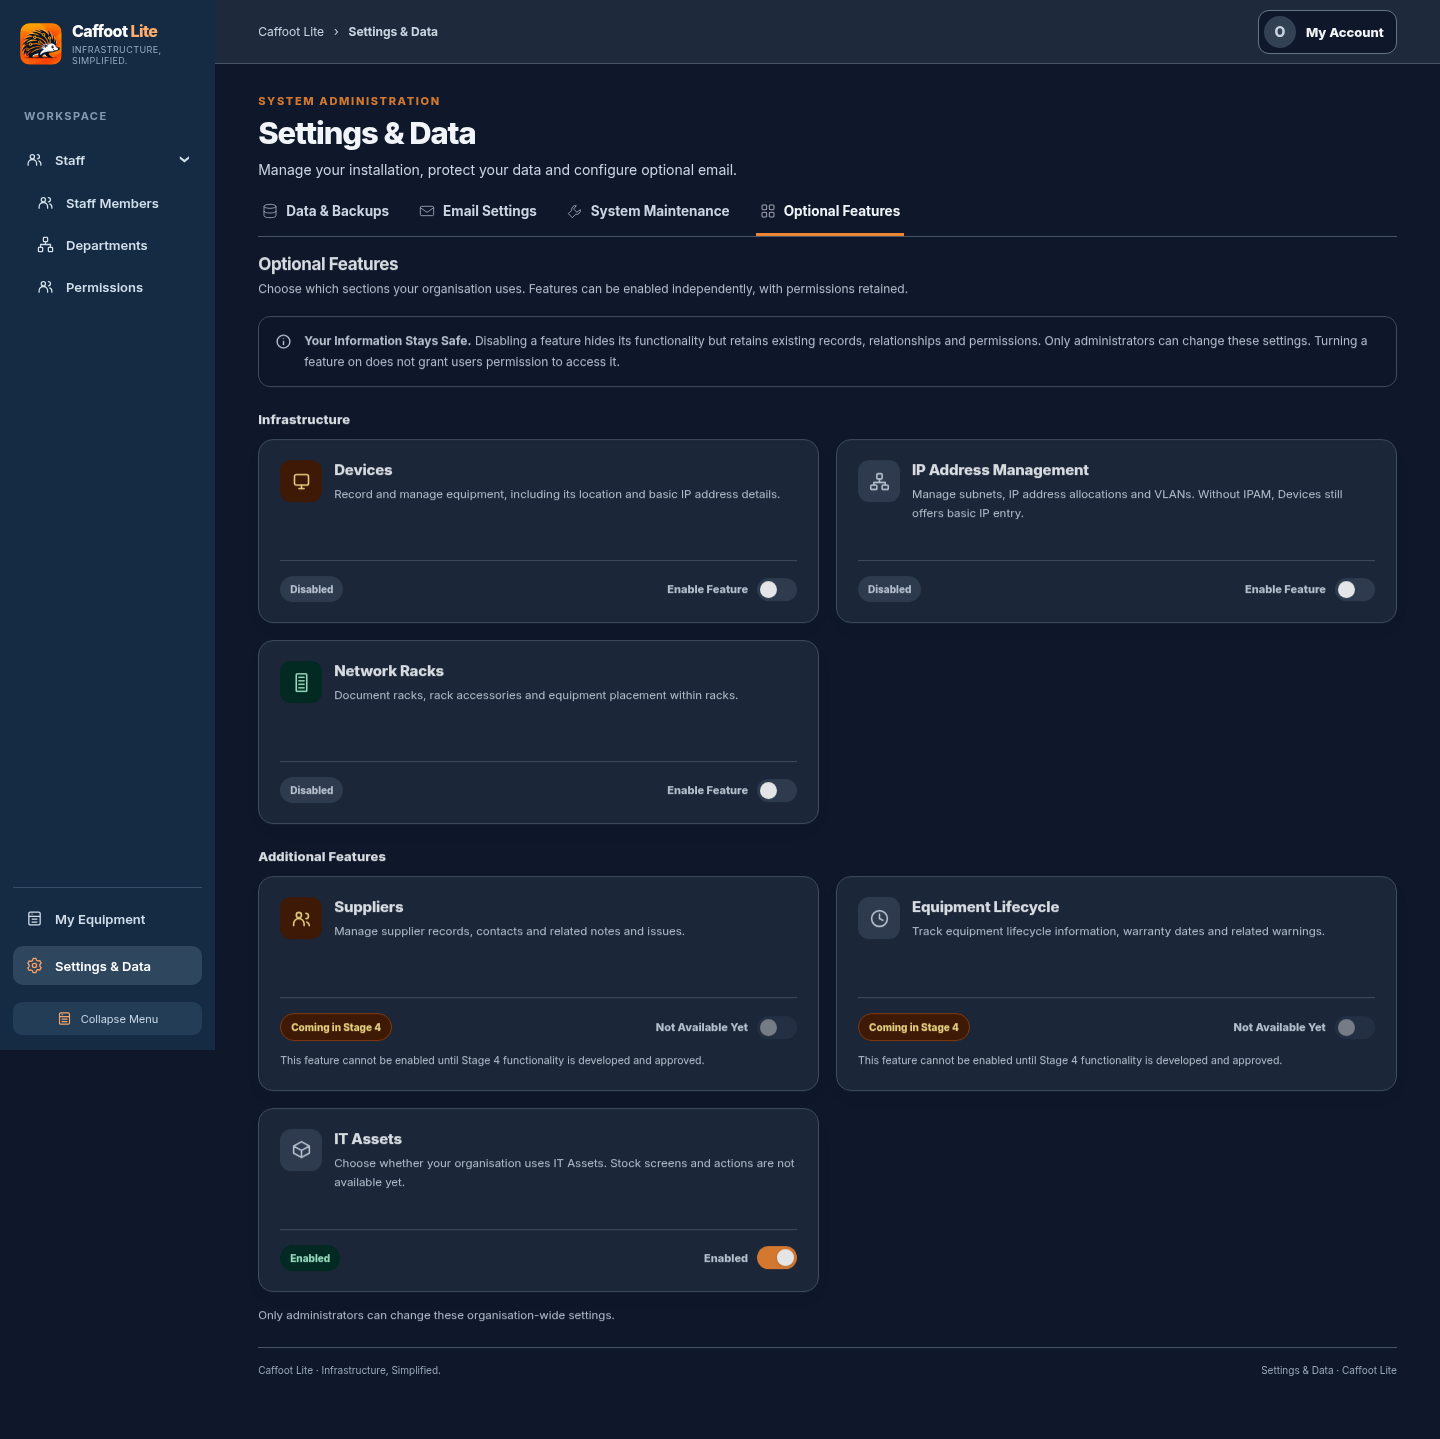 Caffoot Lite
INFRASTRUCTURE,
SIMPLIFIED.
WORKSPACE
Staff
Staff Members
Departments
Permissions
My Equipment
Settings & Data
Collapse Menu
Caffoot Lite › Settings & Data
O My Account
SYSTEM ADMINISTRATION
Settings & Data
Manage your installation, protect your data and configure optional email.
Data & Backups Email Settings System Maintenance Optional Features
Optional Features
Choose which sections your organisation uses. Features can be enabled independently, with permissions retained.
Your Information Stays Safe. Disabling a feature hides its functionality but retains existing records, relationships and permissions. Only administrators can change these settings. Turning a
feature on does not grant users permission to access it.
Infrastructure
Devices
Record and manage equipment, including its location and basic IP address details.
Disabled Enable Feature
IP Address Management
Manage subnets, IP address allocations and VLANs. Without IPAM, Devices still
offers basic IP entry.
Disabled Enable Feature
Network Racks
Document racks, rack accessories and equipment placement within racks.
Disabled Enable Feature
Additional Features
Suppliers
Manage supplier records, contacts and related notes and issues.
Coming in Stage 4 Not Available Yet
This feature cannot be enabled until Stage 4 functionality is developed and approved.
Equipment Lifecycle
Track equipment lifecycle information, warranty dates and related warnings.
Coming in Stage 4 Not Available Yet
This feature cannot be enabled until Stage 4 functionality is developed and approved.
IT Assets
Choose whether your organisation uses IT Assets. Stock screens and actions are not
available yet.
Enabled Enabled
Only administrators can change these organisation-wide settings.
Caffoot Lite · Infrastructure, Simplified.
Settings & Data · Caffoot Lite